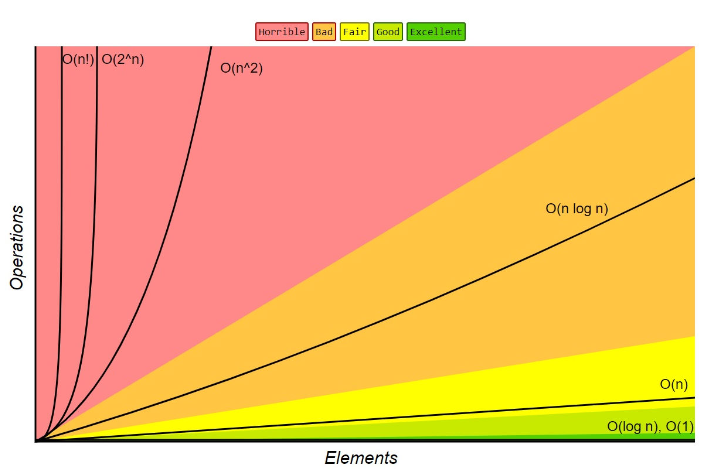 Horrible Bad Fair Good Excellent
O(n!) O(2^n)
O(n^2)
O(n log n)
Operations
O(n)
O(log n), O(1)
Elements